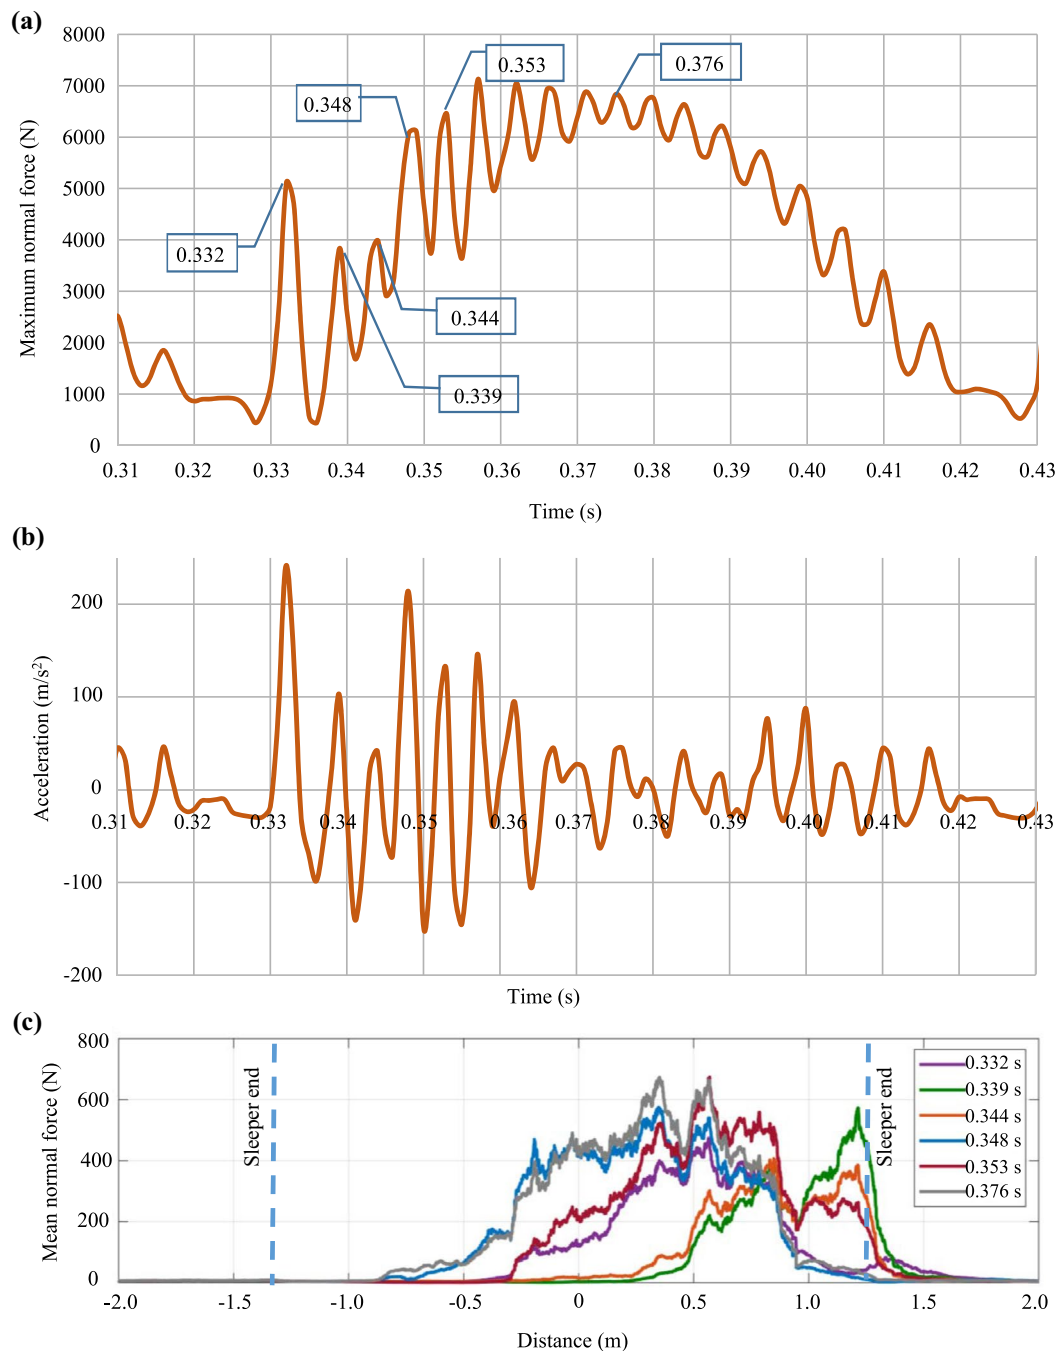 (a)
8000
7000
6000
5000
4000
3000
2000
1000
0
Maximum normal force (N)
0.353
0.376
0.348
0.332
0.344
0.339
0.31 0.32 0.33 0.34 0.35 0.36 0.37 0.38 0.39 0.40 0.41 0.42 0.43
Time (s)
(b)
200
100
0
-100
-200
Acceleration (m/s²)
0.31 0.32 0.33 0.34 0.35 0.36 0.37 0.38 0.39 0.40 0.41 0.42 0.43
Time (s)
(c)
800
600
400
200
0
Mean normal force (N)
Sleeper end
Sleeper end
0.332 s
0.339 s
0.344 s
0.348 s
0.353 s
0.376 s
-2.0 -1.5 -1.0 -0.5 0 0.5 1.0 1.5 2.0
Distance (m)